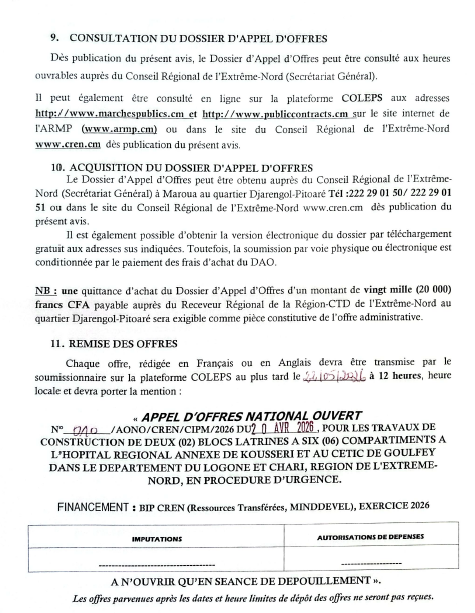 9. CONSULTATION DU DOSSIER D'APPEL D'OFFRES
Dès publication du présent avis, le Dossier d'Appel d'Offres peut être consulté aux heures
ouvrables auprès du Conseil Régional de l'Extrême-Nord (Secrétariat Général).
Il peut également être consulté en ligne sur la plateforme COLEPS aux adresses
http://www.marchespublics.cm et http://www.publiccontracts.cm sur le site internet de
l'ARMP (www.armp.cm) ou dans le site du Conseil Régional de l'Extrême-Nord
www.cren.cm dès publication du présent avis.
10. ACQUISITION DU DOSSIER D'APPEL D'OFFRES
Le Dossier d'Appel d'Offres peut être obtenu auprès du Conseil Régional de l'Extrême-
Nord (Secrétariat Général) à Maroua au quartier Djarengol-Pitoaré Tél :222 29 01 50/ 222 29 01
51 ou dans le site du Conseil Régional de l'Extrême-Nord www.cren.cm dès publication du
présent avis.
Il est également possible d'obtenir la version électronique du dossier par téléchargement
gratuit aux adresses sus indiquées. Toutefois, la soumission par voie physique ou électronique est
conditionnée par le paiement des frais d'achat du DAO.
NB : une quittance d'achat du Dossier d'Appel d'Offres d'un montant de vingt mille (20 000)
francs CFA payable auprès du Receveur Régional de la Région-CTD de l'Extrême-Nord au
quartier Djarengol-Pitoaré sera exigible comme pièce constitutive de l'offre administrative.
11. REMISE DES OFFRES
Chaque offre, rédigée en Français ou en Anglais devra être transmise par le
soumissionnaire sur la plateforme COLEPS au plus tard le 22/05/2026 à 12 heures, heure
locale et devra porter la mention :
« APPEL D'OFFRES NATIONAL OUVERT
N° 010 /AONO/CREN/CIPM/2026 DU 20 AVR 2026, POUR LES TRAVAUX DE
CONSTRUCTION DE DEUX (02) BLOCS LATRINES A SIX (06) COMPARTIMENTS A
L'HOPITAL REGIONAL ANNEXE DE KOUSSERI ET AU CETIC DE GOULFEY
DANS LE DEPARTEMENT DU LOGONE ET CHARI, REGION DE L'EXTREME-
NORD, EN PROCEDURE D'URGENCE.
FINANCEMENT : BIP CREN (Ressources Transférées, MINDDEVEL), EXERCICE 2026
IMPUTATIONS AUTORISATIONS DE DEPENSES
A N'OUVRIR QU'EN SEANCE DE DEPOUILLEMENT ».
Les offres parvenues après les dates et heure limites de dépôt des offres ne seront pas reçues.